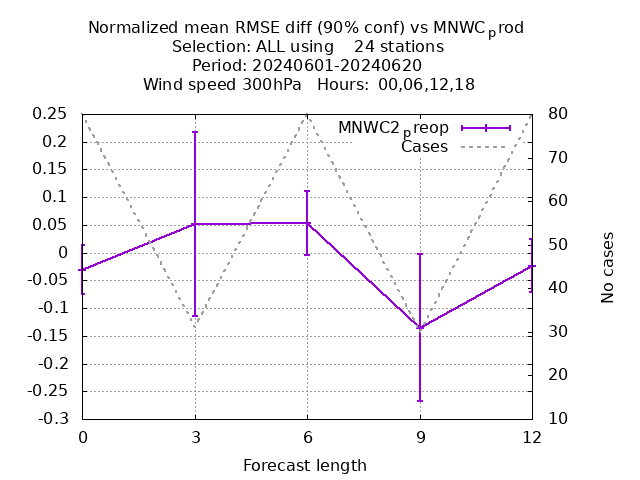 Normalized mean RMSE diff (90% conf) vs MNWCprod
Selection: ALL using    24 stations
Period: 20240601-20240620
Wind speed 300hPa   Hours:  00,06,12,18
MNWC2preop
Cases
0.25
0.2
0.15
0.1
0.05
0
-0.05
-0.1
-0.15
-0.2
-0.25
-0.3
80
70
60
50
40
30
20
10
No cases
0 3 6 9 12
Forecast length